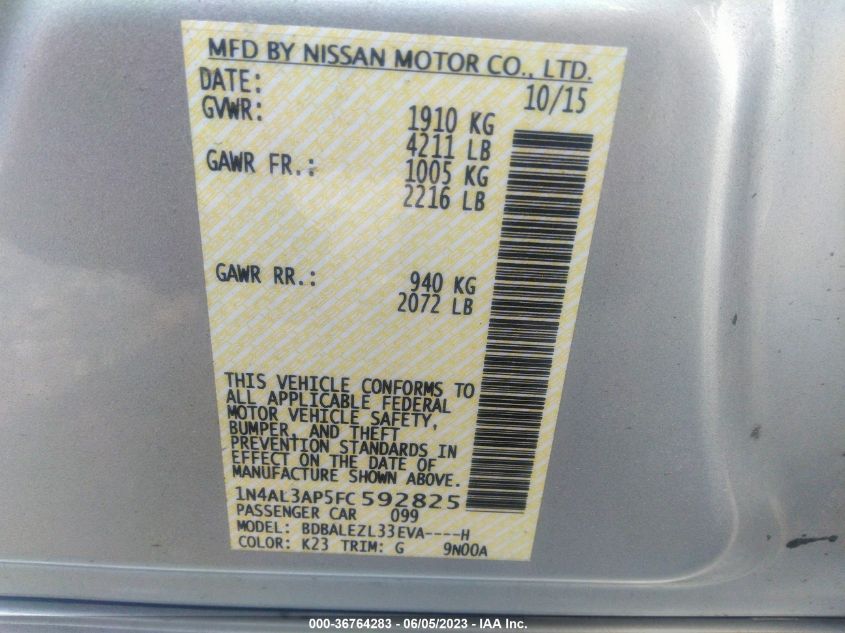 MFD BY NISSAN MOTOR CO., LTD.
DATE: 10/15
GVWR: 1910 KG
4211 LB
GAWR FR.: 1005 KG
2216 LB
GAWR RR.: 940 KG
2072 LB
THIS VEHICLE CONFORMS TO
ALL APPLICABLE FEDERAL
MOTOR VEHICLE SAFETY,
BUMPER, AND THEFT
PREVENTION STANDARDS IN
EFFECT ON THE DATE OF
MANUFACTURE SHOWN ABOVE.
1N4AL3AP5FC592825
PASSENGER CAR 099
MODEL: BDBALEZL33EVA----H
COLOR: K23 TRIM: G 9N00A
000-36764283 - 06/05/2023 - IAA Inc.